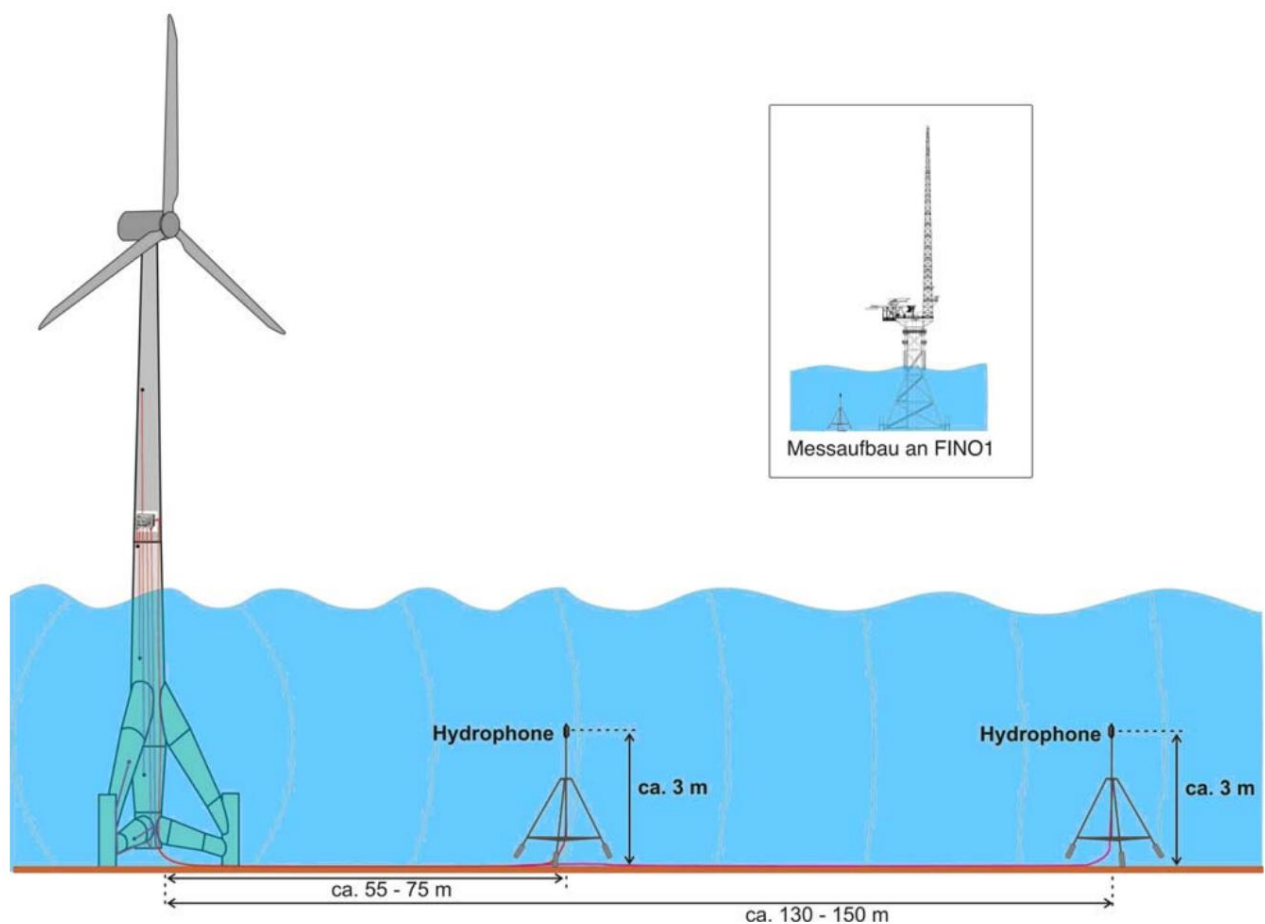 Messaufbau an FINO1
Hydrophone
ca. 3 m
Hydrophone
ca. 3 m
ca. 55 - 75 m
ca. 130 - 150 m